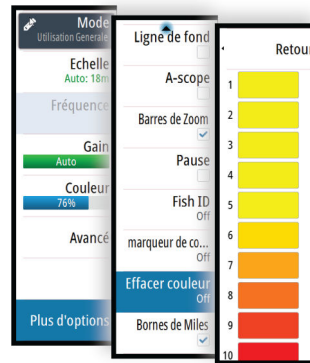 Mode
Utilisation Generale
Echelle
Auto: 18m
Fréquence
Gain
Auto
Couleur
76%
Avancé
Plus d'options
Ligne de fond
A-scope
Barres de Zoom
Pause
Fish ID
Off
marqueur de co...
Off
Effacer couleur
Off
Bornes de Miles
Retour
1
2
3
4
5
6
7
8
9
10